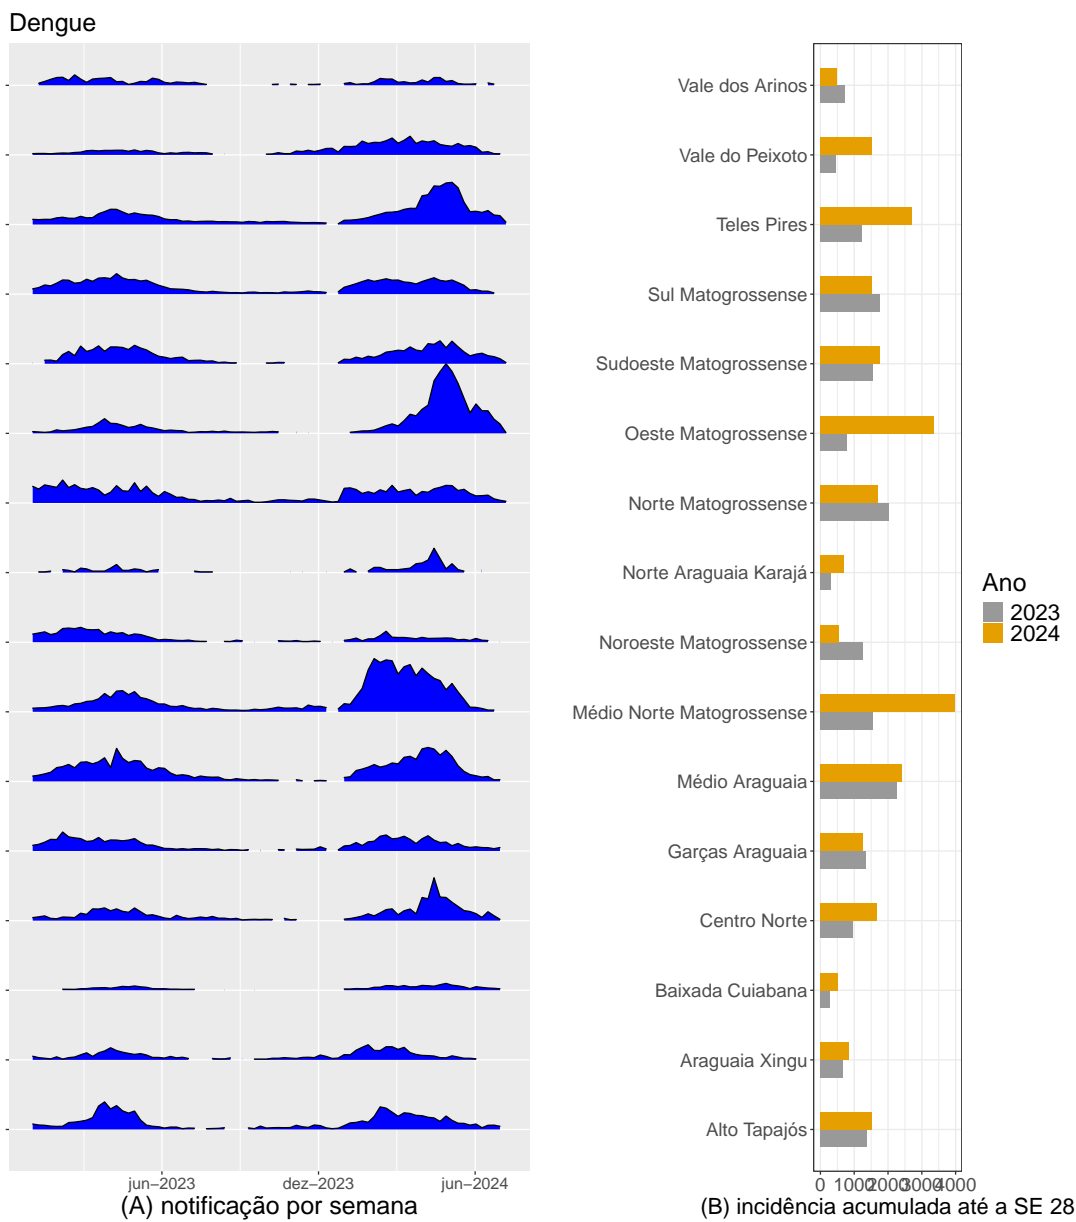 Dengue
Vale dos Arinos
Vale do Peixoto
Teles Pires
Sul Matogrossense
Sudoeste Matogrossense
Oeste Matogrossense
Norte Matogrossense
Norte Araguaia Karajá
Noroeste Matogrossense
Médio Norte Matogrossense
Médio Araguaia
Garças Araguaia
Centro Norte
Baixada Cuiabana
Araguaia Xingu
Alto Tapajós
Ano
2023
2024
jun–2023 dez–2023 jun–2024
0 1000 2000 3000 4000
(A) notificação por semana
(B) incidência acumulada até a SE 28